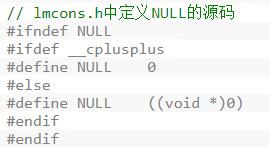 // lmcons.h中定义NULL的源码
#ifndef NULL
#ifdef __cplusplus
#define NULL    0
#else
#define NULL    ((void *)0)
#endif
#endif